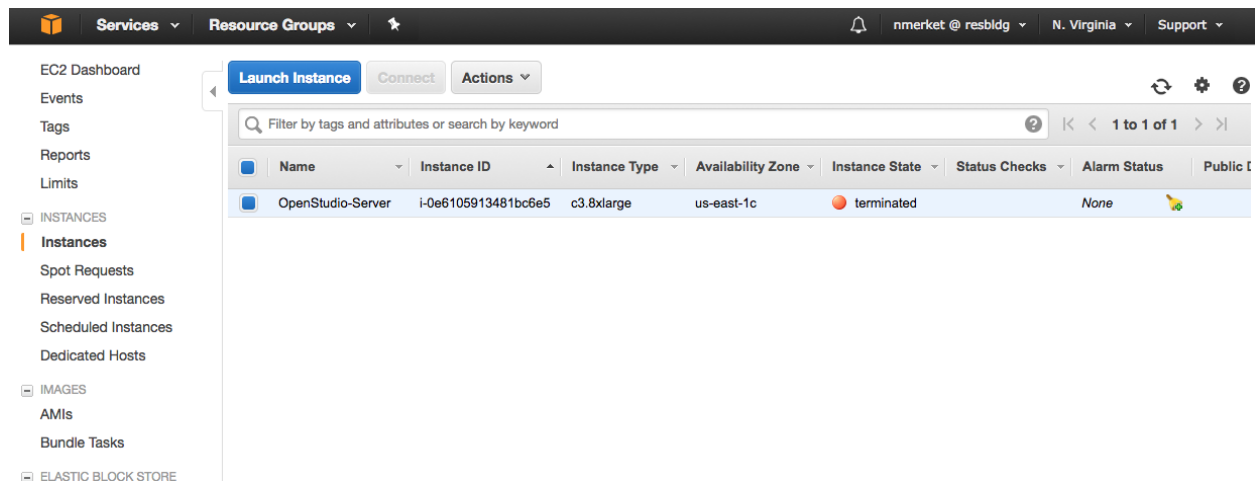 Services Resource Groups nmerket @ resbldg N. Virginia Support
EC2 Dashboard
Events
Tags
Reports
Limits
INSTANCES
Instances
Spot Requests
Reserved Instances
Scheduled Instances
Dedicated Hosts
IMAGES
AMIs
Bundle Tasks
ELASTIC BLOCK STORE
Launch Instance Connect Actions
Filter by tags and attributes or search by keyword 1 to 1 of 1
Name Instance ID Instance Type Availability Zone Instance State Status Checks Alarm Status Public D
OpenStudio-Server i-0e6105913481bc6e5 c3.8xlarge us-east-1c terminated None